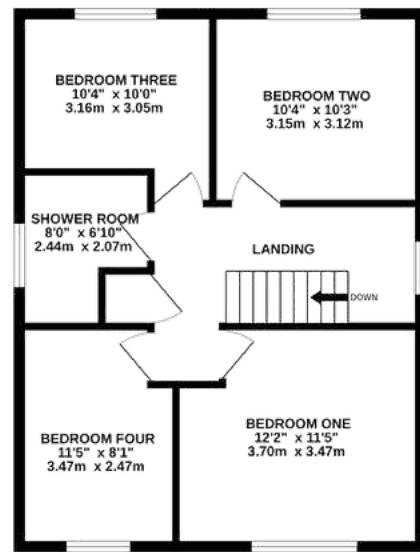 BEDROOM THREE
10'4" x 10'0"
3.16m x 3.05m
BEDROOM TWO
10'4" x 10'3"
3.15m x 3.12m
SHOWER ROOM
8'0" x 6'10"
2.44m x 2.07m
LANDING
DOWN
BEDROOM FOUR
11'5" x 8'1"
3.47m x 2.47m
BEDROOM ONE
12'2" x 11'5"
3.70m x 3.47m